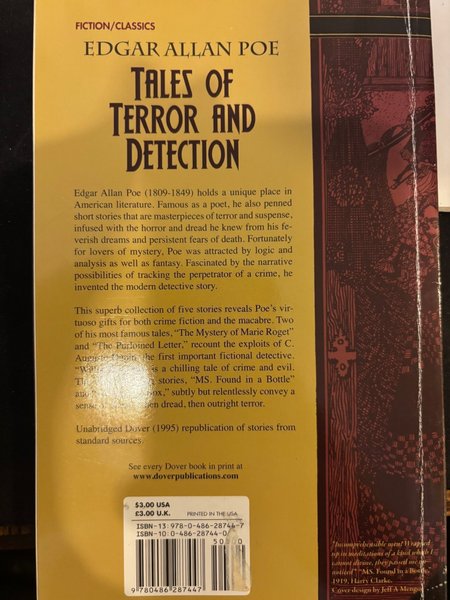 FICTION/CLASSICS
EDGAR ALLAN POE
TALES OF
TERROR AND
DETECTION
Edgar Allan Poe (1809-1849) holds a unique place in
American literature. Famous as a poet, he also penned
short stories that are masterpieces of terror and suspense,
infused with the horror and dread he knew from his fe-
verish dreams and persistent fears of death. Fortunately
for lovers of mystery, Poe was attracted by logic and
analysis as well as fantasy. Fascinated by the narrative
possibilities of tracking the perpetrator of a crime, he
invented the modern detective story.
This superb collection of five stories reveals Poe's vir-
tuoso gifts for both crime fiction and the macabre. Two
of his most famous tales, "The Mystery of Marie Roget"
and "The Purloined Letter," recount the exploits of C.
Auguste Dupin, the first important fictional detective.
is a chilling tale of crime and evil.
stories, "MS. Found in a Bottle"
box," subtly but relentlessly convey a
dread, then outright terror.
Unabridged Dover (1995) republication of stories from
standard sources.
See every Dover book in print at
www.doverpublications.com
$3.00 USA
£3.00 U.K.
PRINTED IN THE USA
ISBN-13: 978-0-486-28744-7
ISBN-10: 0-486-28744-0
9 780486 287447
"Incomprehensible men! Wrapped
up in meditations of a kind which I
cannot divine, they passed me
"MS. Found in a Bottle
1919, Harry Clarke.
Cover design by Jeff A Menges